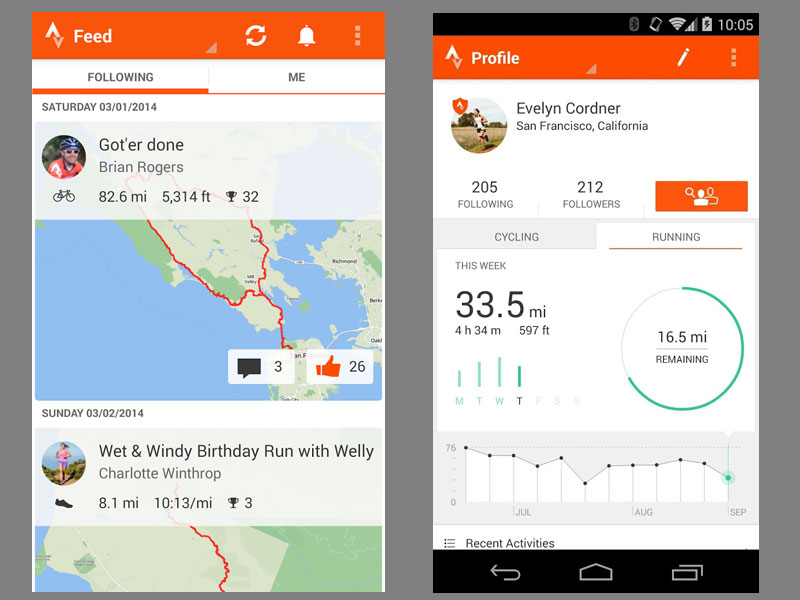 Feed
FOLLOWING
ME
SATURDAY 03/01/2014
Got'er done
Brian Rogers
82.6 mi 5,314 ft 32
Richmond
Mill
Valley
3
26
SUNDAY 03/02/2014
Wet & Windy Birthday Run with Welly
Charlotte Winthrop
8.1 mi 10:13/mi 3
10:05
Profile
Evelyn Cordner
San Francisco, California
205
FOLLOWING
212
FOLLOWERS
CYCLING
RUNNING
THIS WEEK
33.5 mi
4 h 34 m 597 ft
16.5 mi
REMAINING
M T W T F S S
76
0
JUL
AUG
SEP
Recent Activities